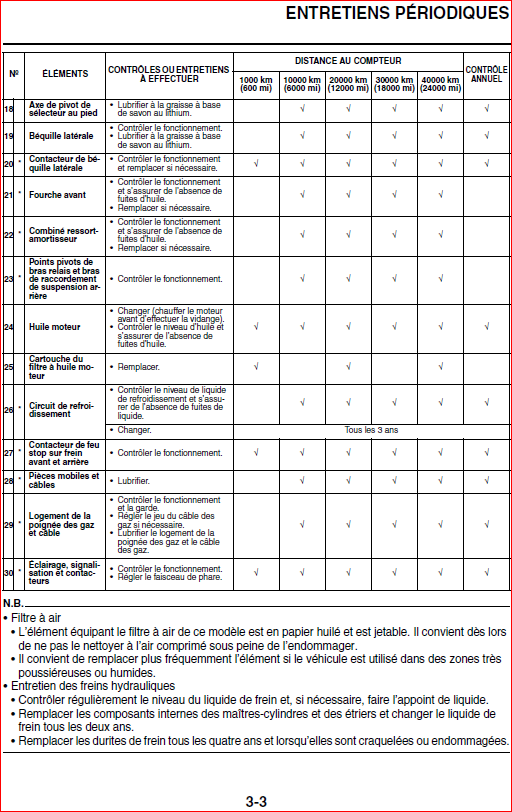 ENTRETIENS PÉRIODIQUES
Nº ÉLÉMENTS CONTRÔLES OU ENTRETIENS À EFFECTUER DISTANCE AU COMPTEUR CONTRÔLE ANNUEL
1000 km (600 mi) 10000 km (6000 mi) 20000 km (12000 mi) 30000 km (18000 mi) 40000 km (24000 mi)
18 Axe de pivot de
sélecteur au pied
• Lubrifier à la graisse à base
de savon au lithium.
√ √ √ √ √
19 Béquille latérale
• Contrôler le fonctionnement.
• Lubrifier à la graisse à base
de savon au lithium.
√ √ √ √ √
20 * Contacteur de bé-
quille latérale
• Contrôler le fonctionnement
et remplacer si nécessaire.
√ √ √ √ √ √
21 * Fourche avant
• Contrôler le fonctionnement
et s'assurer de l'absence de
fuites d'huile.
• Remplacer si nécessaire.
√ √ √ √
22 * Combiné ressort-
amortisseur
• Contrôler le fonctionnement
et s'assurer de l'absence de
fuites d'huile.
• Remplacer si nécessaire.
√ √ √ √
23 * Points pivots de
bras relais et bras
de raccordement
de suspension ar-
rière
• Contrôler le fonctionnement.
√ √ √ √
24 Huile moteur
• Changer (chauffer le moteur
avant d'effectuer la vidange).
• Contrôler le niveau d'huile et
s'assurer de l'absence de
fuites d'huile.
√ √ √ √ √ √
25 Cartouche du
filtre à huile mo-
teur
• Remplacer.
√ √ √
26 * Circuit de refroi-
dissement
• Contrôler le niveau de liquide
de refroidissement et s'assu-
rer de l'absence de fuites de
liquide.
√ √ √ √ √
• Changer. Tous les 3 ans
27 * Contacteur de feu
stop sur frein
avant et arrière
• Contrôler le fonctionnement.
√ √ √ √ √ √
28 * Pièces mobiles et
câbles
• Lubrifier.
√ √ √ √ √
29 * Logement de la
poignée des gaz
et câble
• Contrôler le fonctionnement
et la garde.
• Régler le jeu du câble des
gaz si nécessaire.
• Lubrifier le logement de la
poignée des gaz et le câble
des gaz.
√ √ √ √ √
30 * Éclairage, signali-
sation et contac-
teurs
• Contrôler le fonctionnement.
• Régler le faisceau de phare.
√ √ √ √ √ √
N.B.
• Filtre à air
• L'élément équipant le filtre à air de ce modèle est en papier huilé et est jetable. Il convient dès lors
de ne pas le nettoyer à l'air comprimé sous peine de l'endommager.
• Il convient de remplacer plus fréquemment l'élément si le véhicule est utilisé dans des zones très
poussiéreuses ou humides.
• Entretien des freins hydrauliques
• Contrôler régulièrement le niveau du liquide de frein et, si nécessaire, faire l'appoint de liquide.
• Remplacer les composants internes des maîtres-cylindres et des étriers et changer le liquide de
frein tous les deux ans.
• Remplacer les durites de frein tous les quatre ans et lorsqu'elles sont craquelées ou endommagées.
3-3